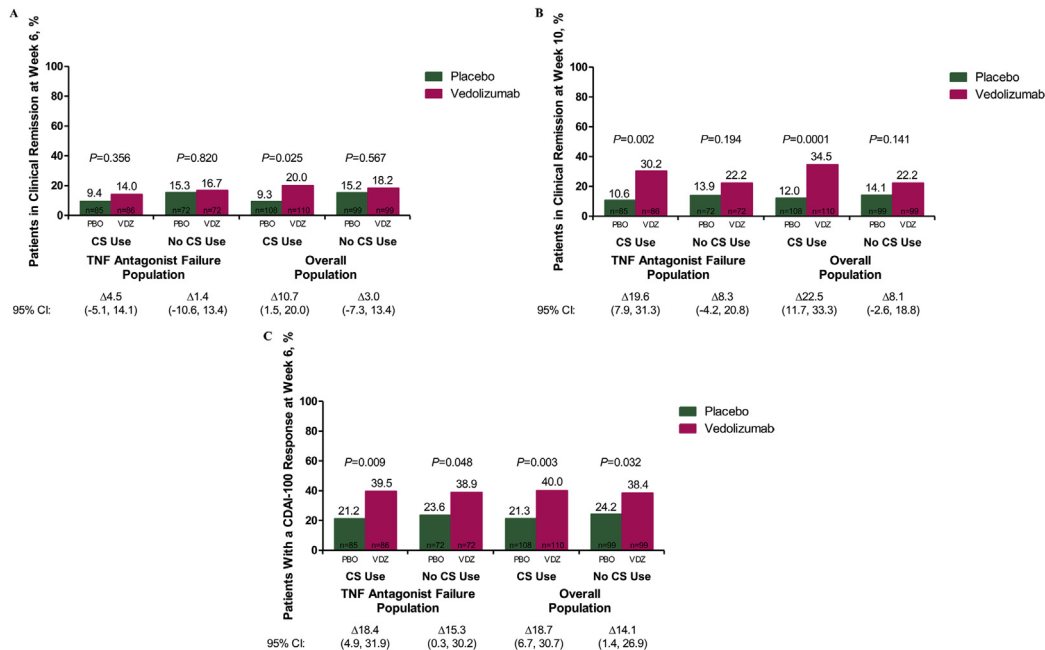 A
Patients in Clinical Remission at Week 6, %
100
80
60
40
20
0
Placebo
Vedolizumab
P=0.356 P=0.820 P=0.025 P=0.567
9.4 14.0 15.3 16.7 9.3 20.0 15.2 18.2
n=85 n=86 n=72 n=72 n=108 n=110 n=99 n=99
PBO VDZ PBO VDZ PBO VDZ PBO VDZ
CS Use No CS Use CS Use No CS Use
TNF Antagonist Failure Overall
Population Population
Δ4.5 Δ1.4 Δ10.7 Δ3.0
95% CI: (-5.1, 14.1) (-10.6, 13.4) (1.5, 20.0) (-7.3, 13.4)
B
Patients in Clinical Remission at Week 10, %
100
80
60
40
20
0
Placebo
Vedolizumab
P=0.002 P=0.194 P=0.0001 P=0.141
10.6 30.2 13.9 22.2 12.0 34.5 14.1 22.2
n=85 n=86 n=72 n=72 n=108 n=110 n=99 n=99
PBO VDZ PBO VDZ PBO VDZ PBO VDZ
CS Use No CS Use CS Use No CS Use
TNF Antagonist Failure Overall
Population Population
Δ19.6 Δ8.3 Δ22.5 Δ8.1
95% CI: (7.9, 31.3) (-4.2, 20.8) (11.7, 33.3) (-2.6, 18.8)
C
Patients With a CDAI-100 Response at Week 6, %
100
80
60
40
20
0
Placebo
Vedolizumab
P=0.009 P=0.048 P=0.003 P=0.032
21.2 39.5 23.6 38.9 21.3 40.0 24.2 38.4
n=85 n=86 n=72 n=72 n=108 n=110 n=99 n=99
PBO VDZ PBO VDZ PBO VDZ PBO VDZ
CS Use No CS Use CS Use No CS Use
TNF Antagonist Failure Overall
Population Population
Δ18.4 Δ15.3 Δ18.7 Δ14.1
95% CI: (4.9, 31.9) (0.3, 30.2) (6.7, 30.7) (1.4, 26.9)